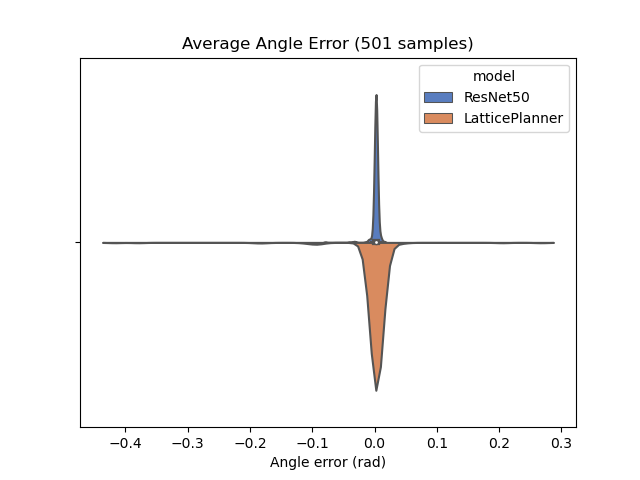 Average Angle Error (501 samples)
model
ResNet50
LatticePlanner
−0.4 −0.3 −0.2 −0.1 0.0 0.1 0.2 0.3
Angle error (rad)